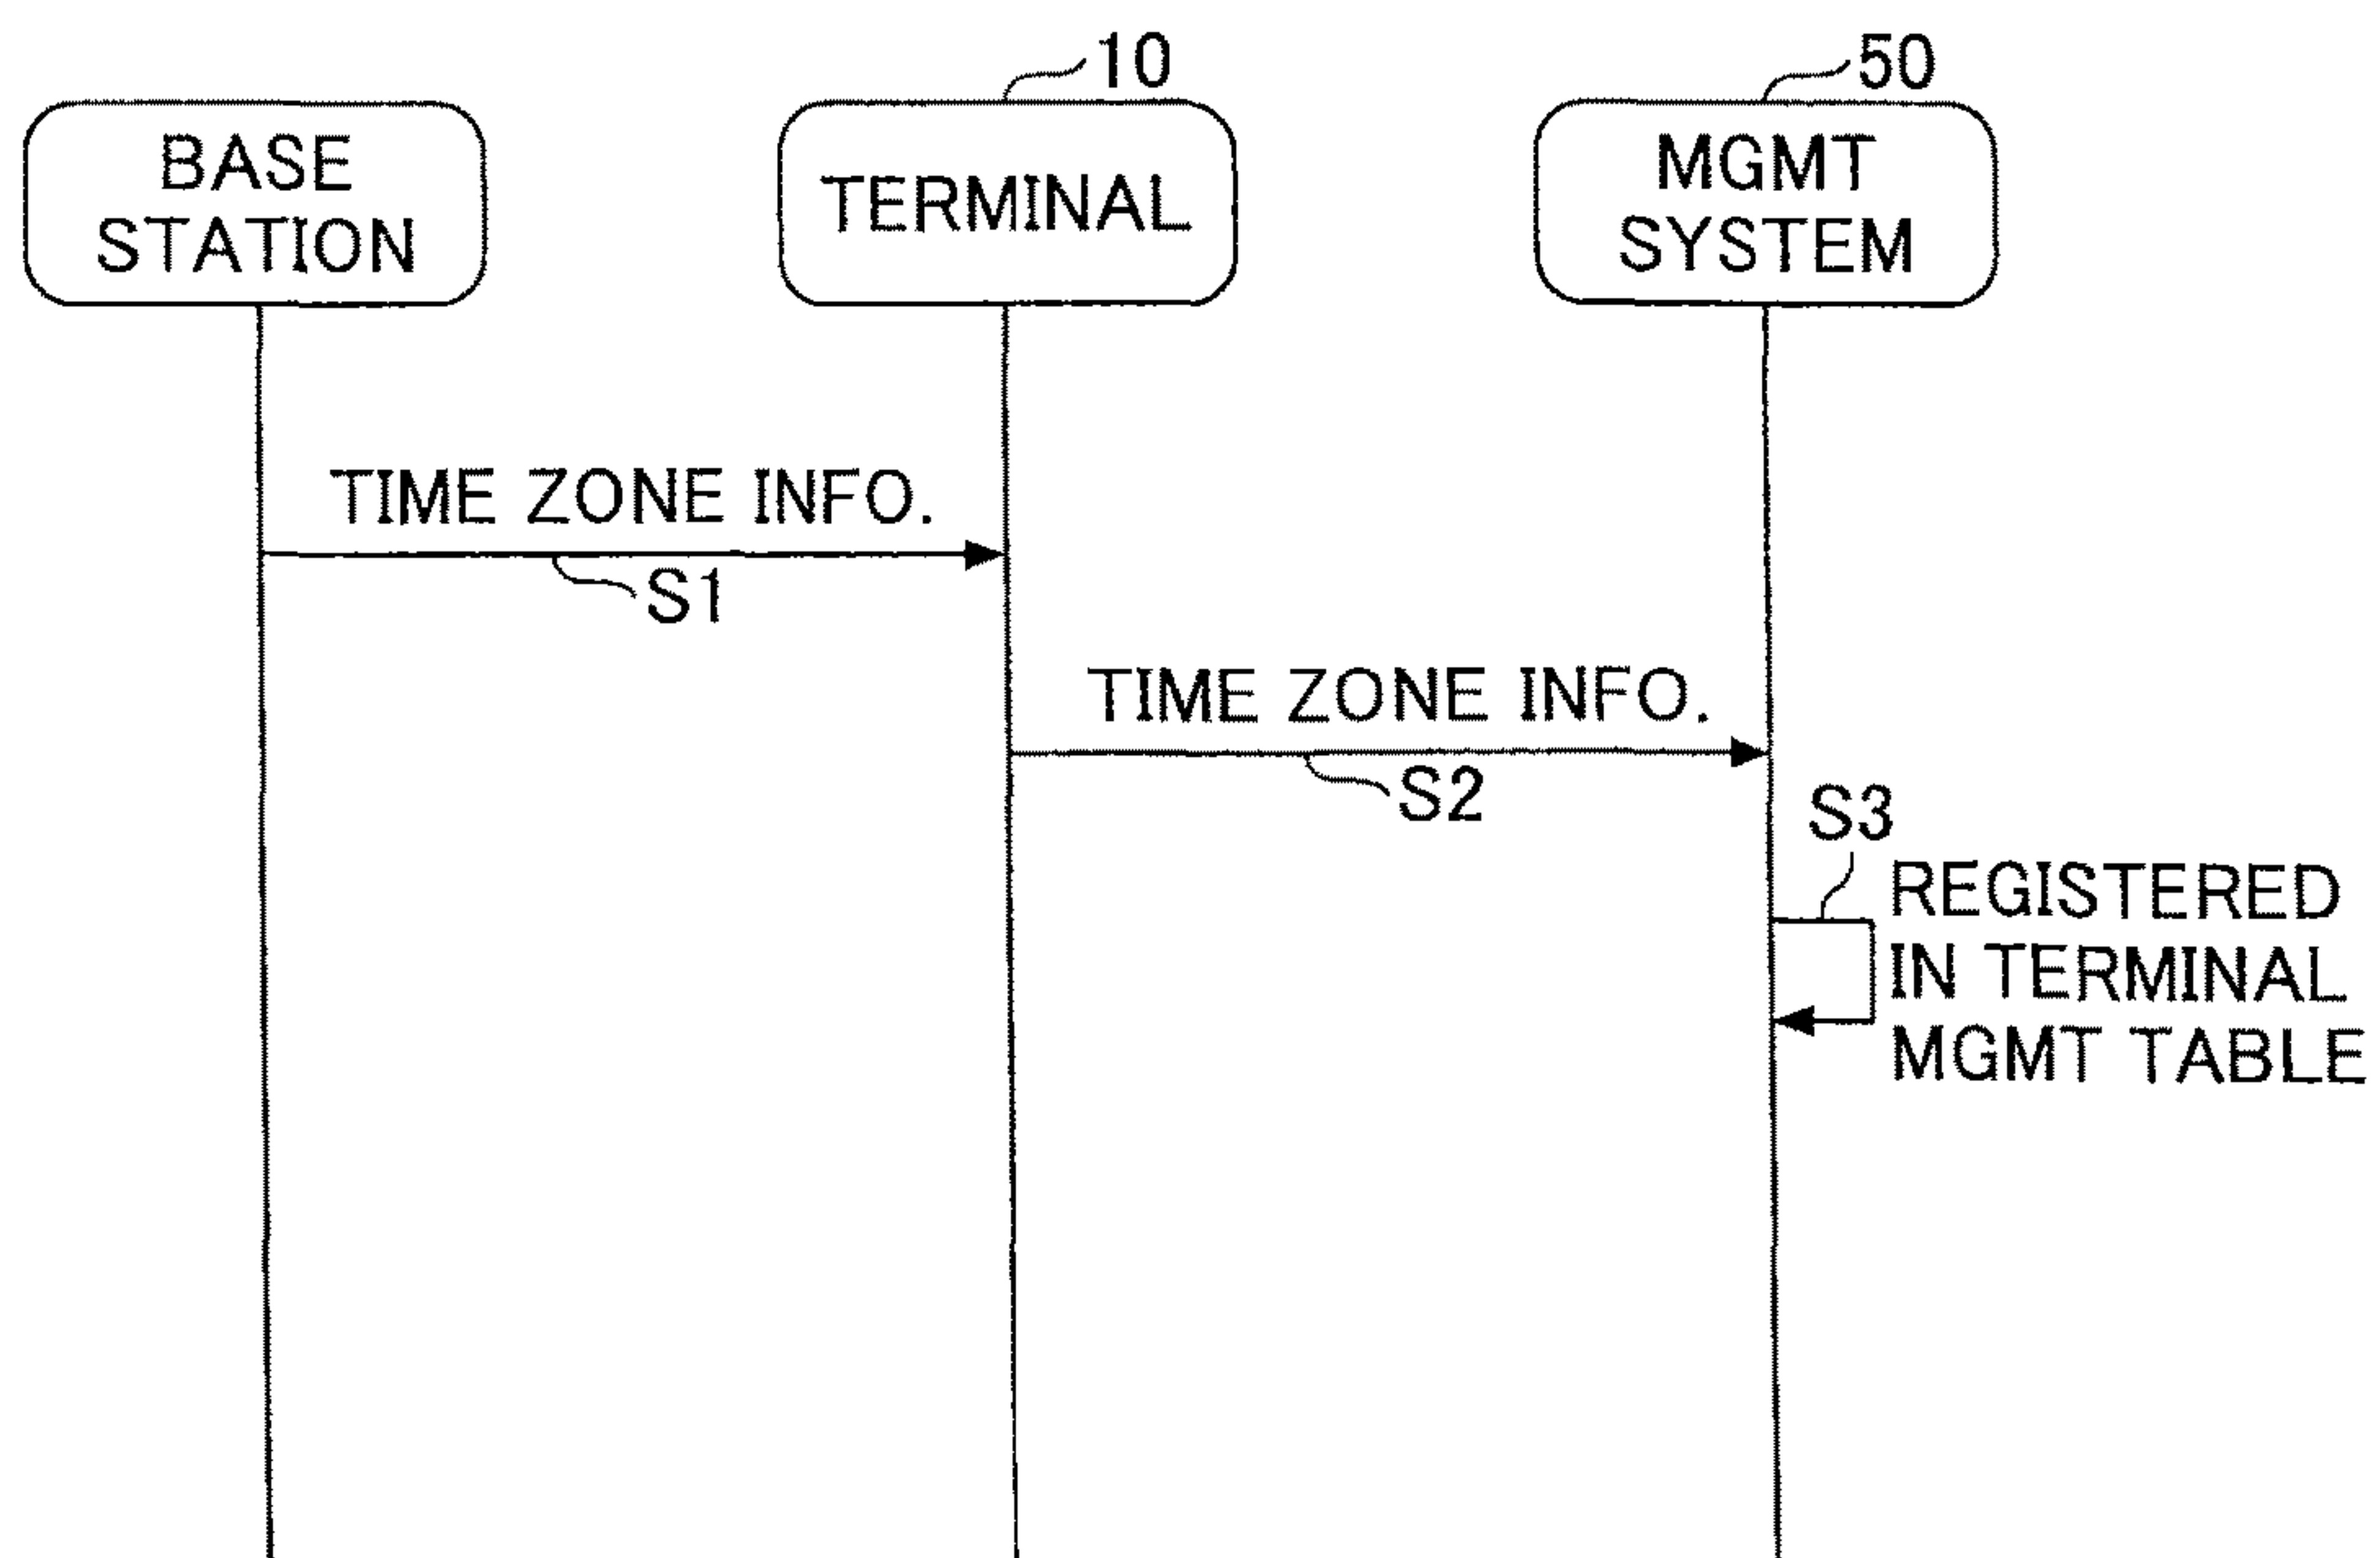 10
50
BASE
STATION
TERMINAL
MGMT
SYSTEM
TIME ZONE INFO.
S1
TIME ZONE INFO.
S2
S3
REGISTERED
IN TERMINAL
MGMT TABLE